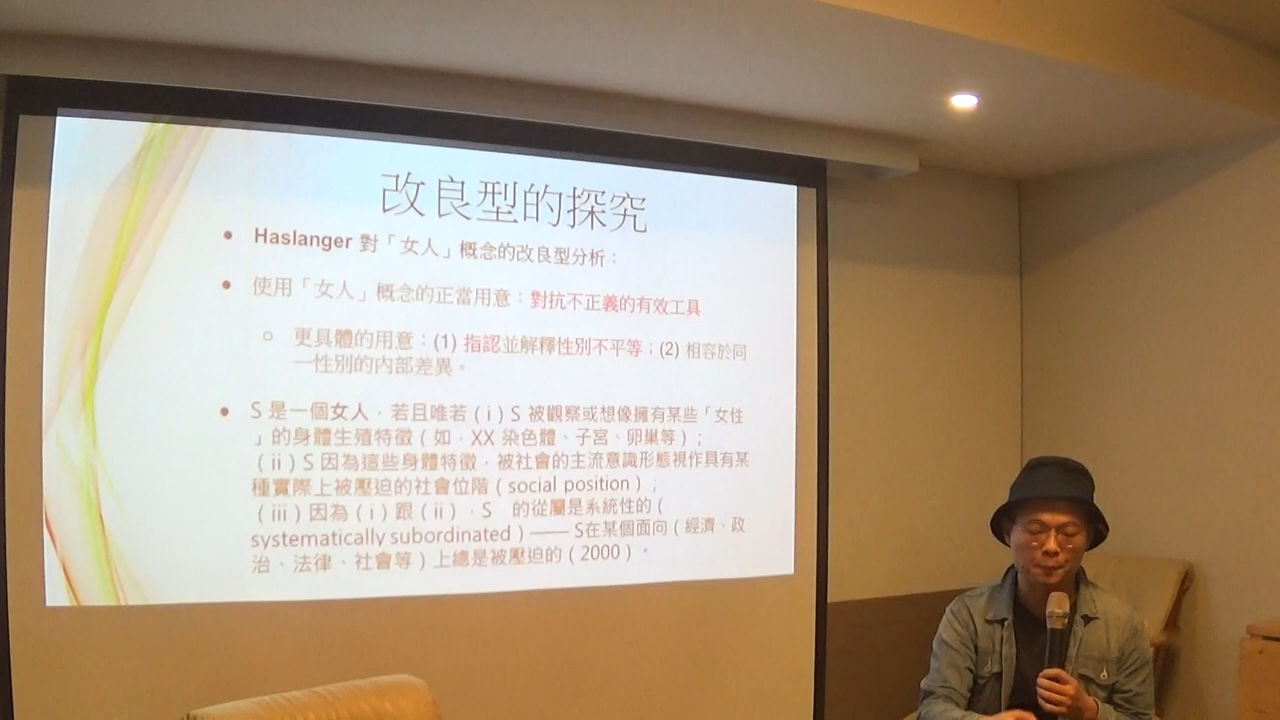 改良型的探究
• Haslanger 對「女人」概念的改良型分析：
• 使用「女人」概念的正當用意：對抗不正義的有效工具
○ 更具體的用意：(1) 指認並解釋性別不平等；(2) 相容於同
一性別的內部差異。
• S 是一個女人，若且唯若（i）S 被觀察或想像擁有某些「女性
」的身體生殖特徵（如，XX 染色體、子宮、卵巢等）；
（ii）S 因為這些身體特徵，被社會的主流意識形態視作具有某
種實際上被壓迫的社會位階（social position）；
（iii）因為（i）跟（ii），S 的從屬是系統性的（
systematically subordinated）—— S在某個面向（經濟、政
治、法律、社會等）上總是被壓迫的（2000）。